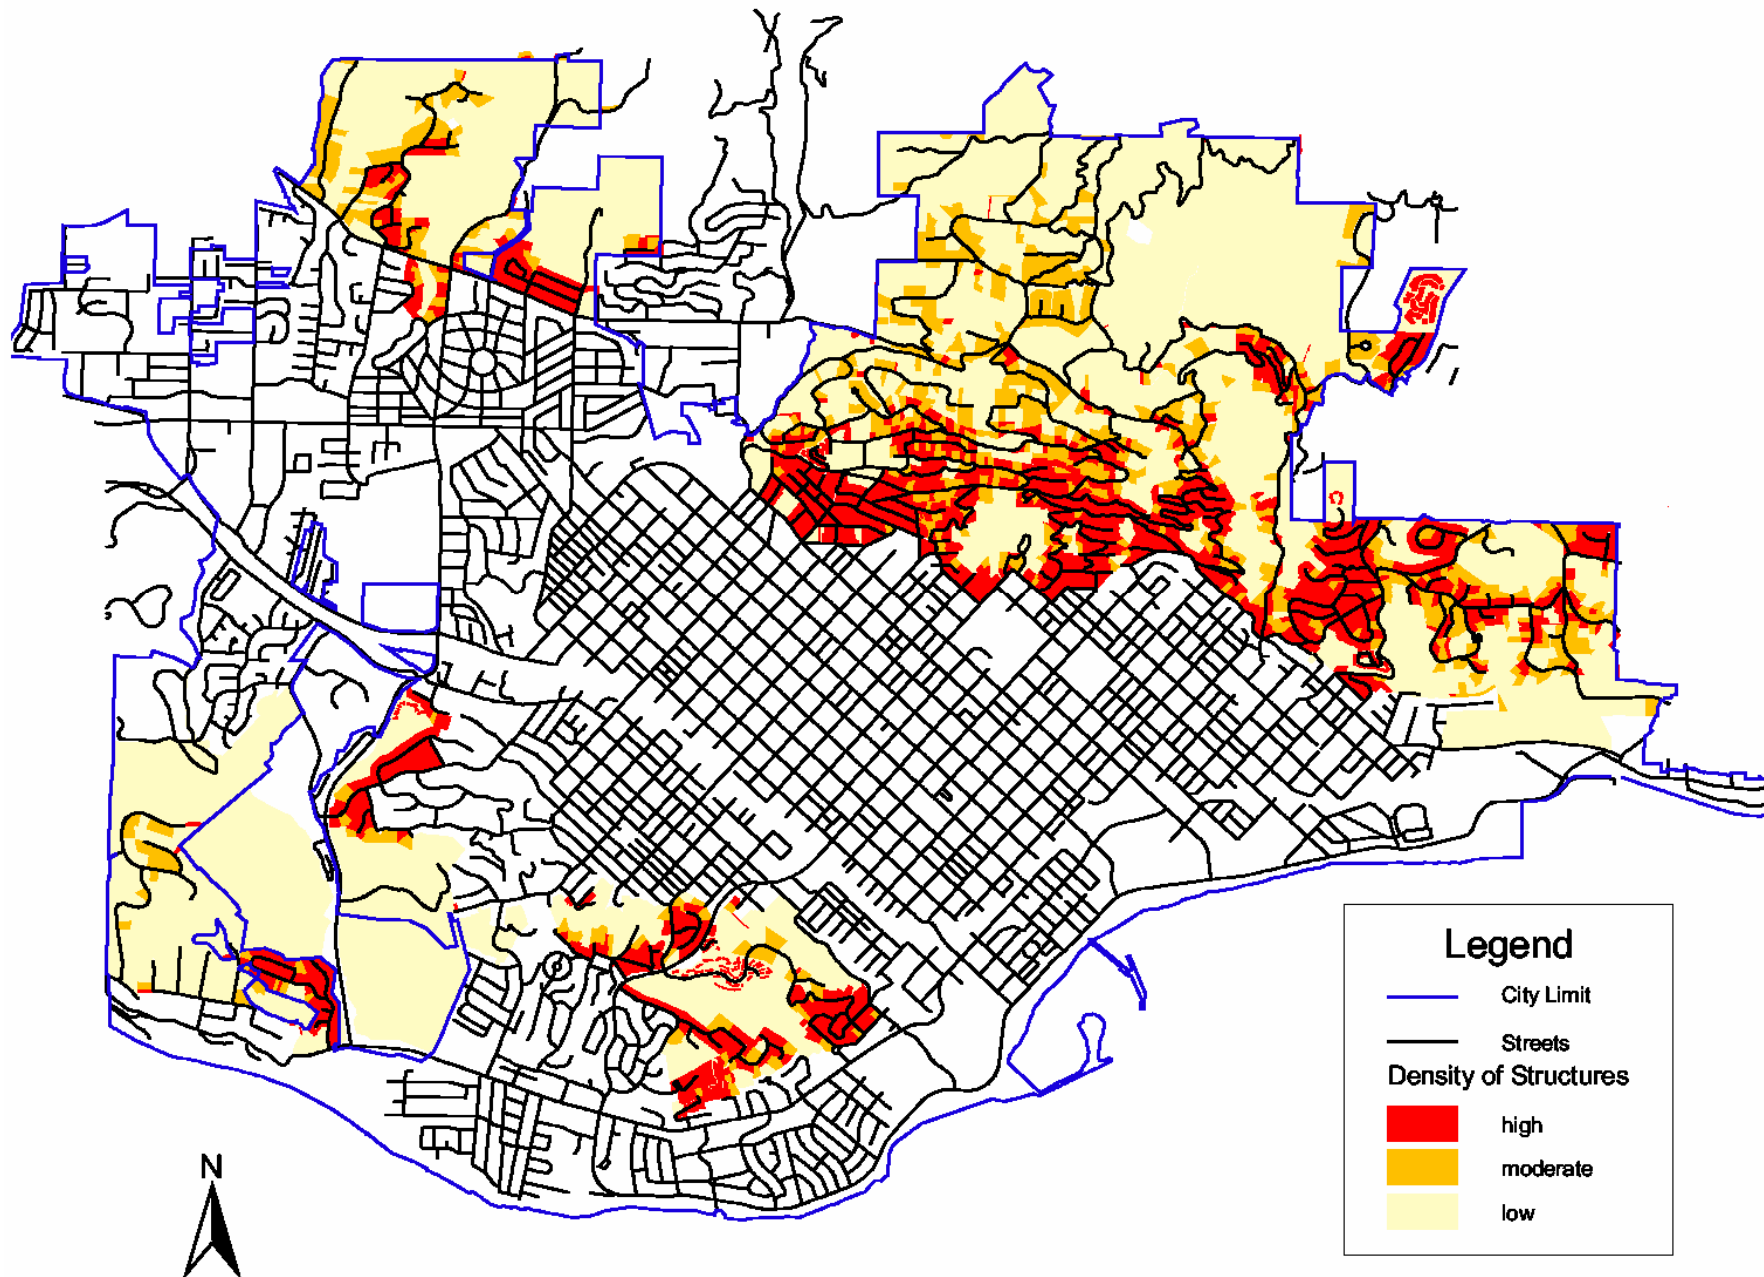 Legend
City Limit
Streets
Density of Structures
high
moderate
low
N